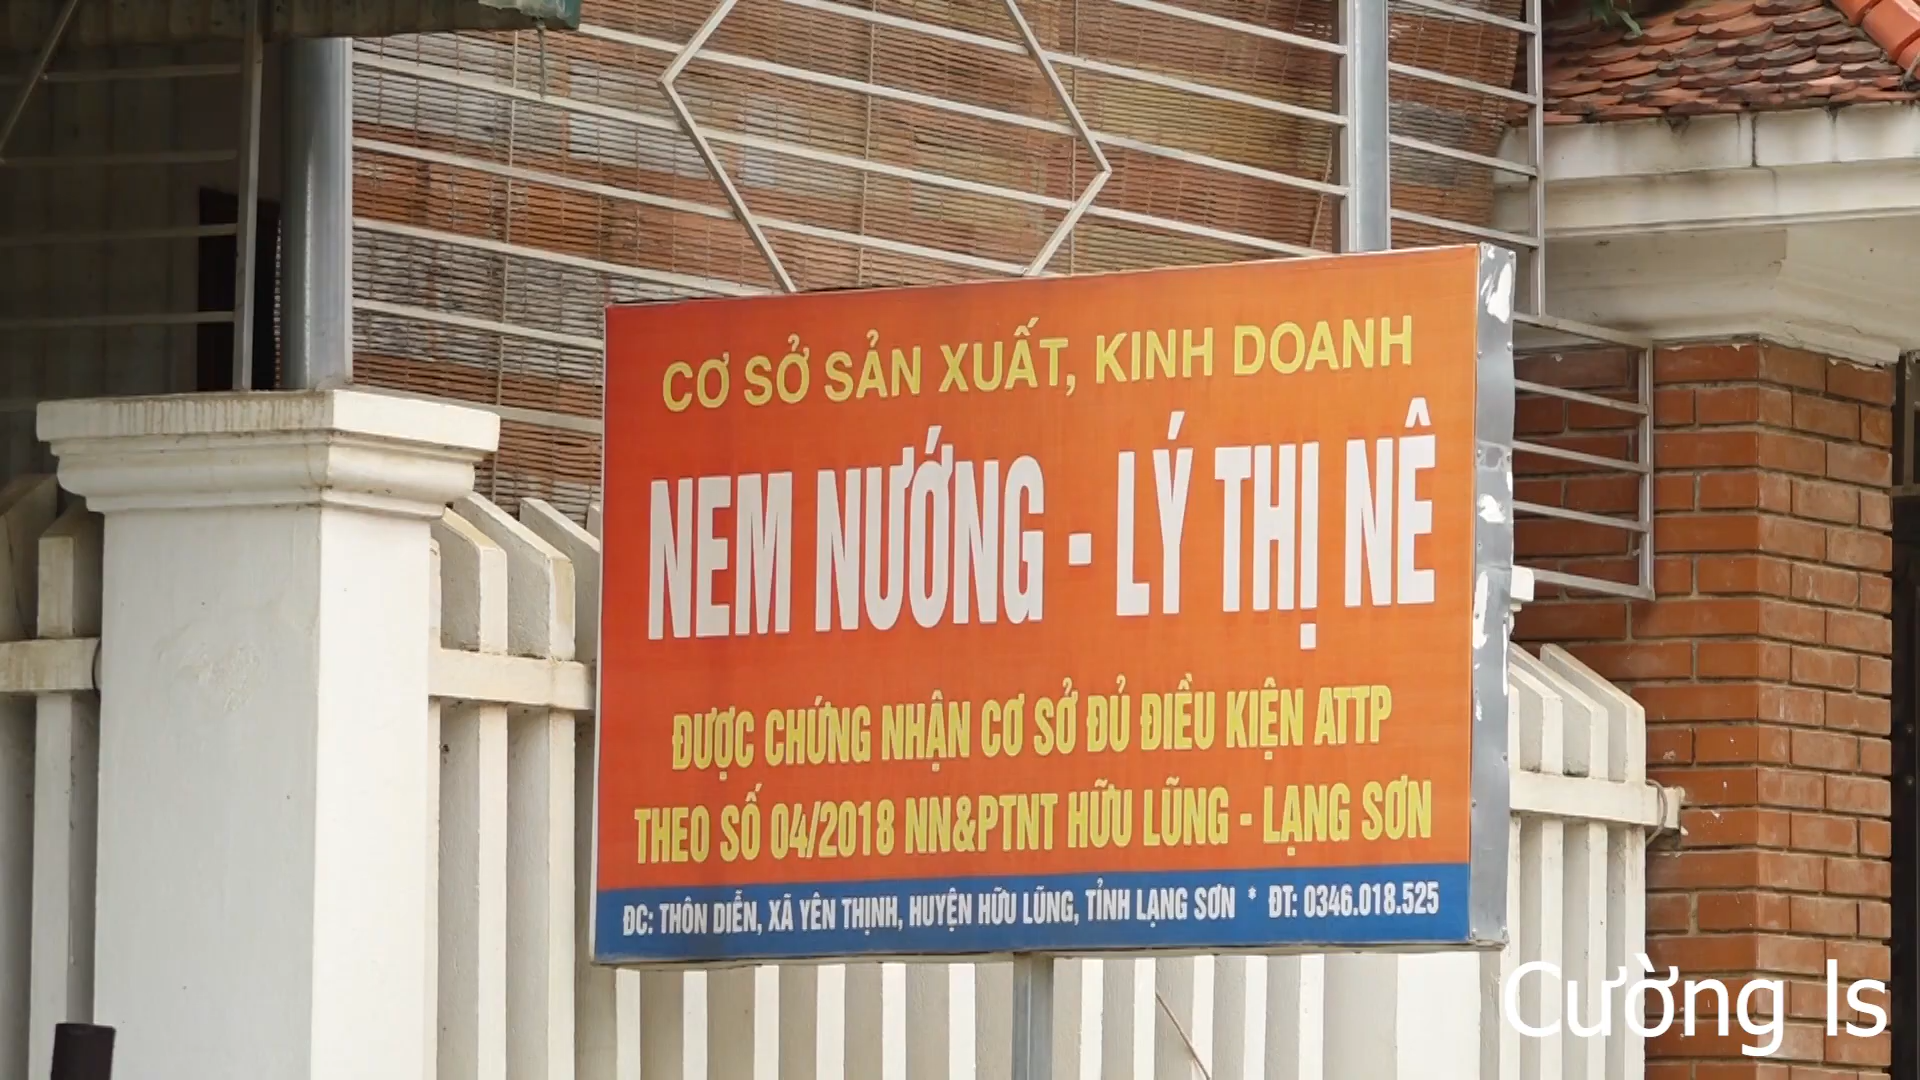 CƠ SỞ SẢN XUẤT, KINH DOANH
NEM NƯỚNG - LÝ THỊ NÊ
ĐƯỢC CHỨNG NHẬN CƠ SỞ ĐỦ ĐIỀU KIỆN ATTP
THEO SỐ 04/2018 NN&PTNT HỮU LŨNG - LẠNG SƠN
ĐC: THÔN DIỄN, XÃ YÊN THỊNH, HUYỆN HỮU LŨNG, TỈNH LẠNG SƠN * ĐT: 0346.018.525
Cường ls